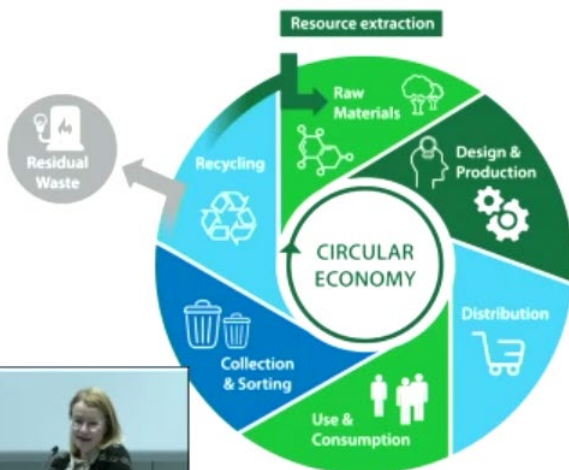 Resource extraction
Raw
Materials
Design &
Production
Distribution
Use &
Consumption
Collection
& Sorting
Recycling
Residual
Waste
CIRCULAR
ECONOMY